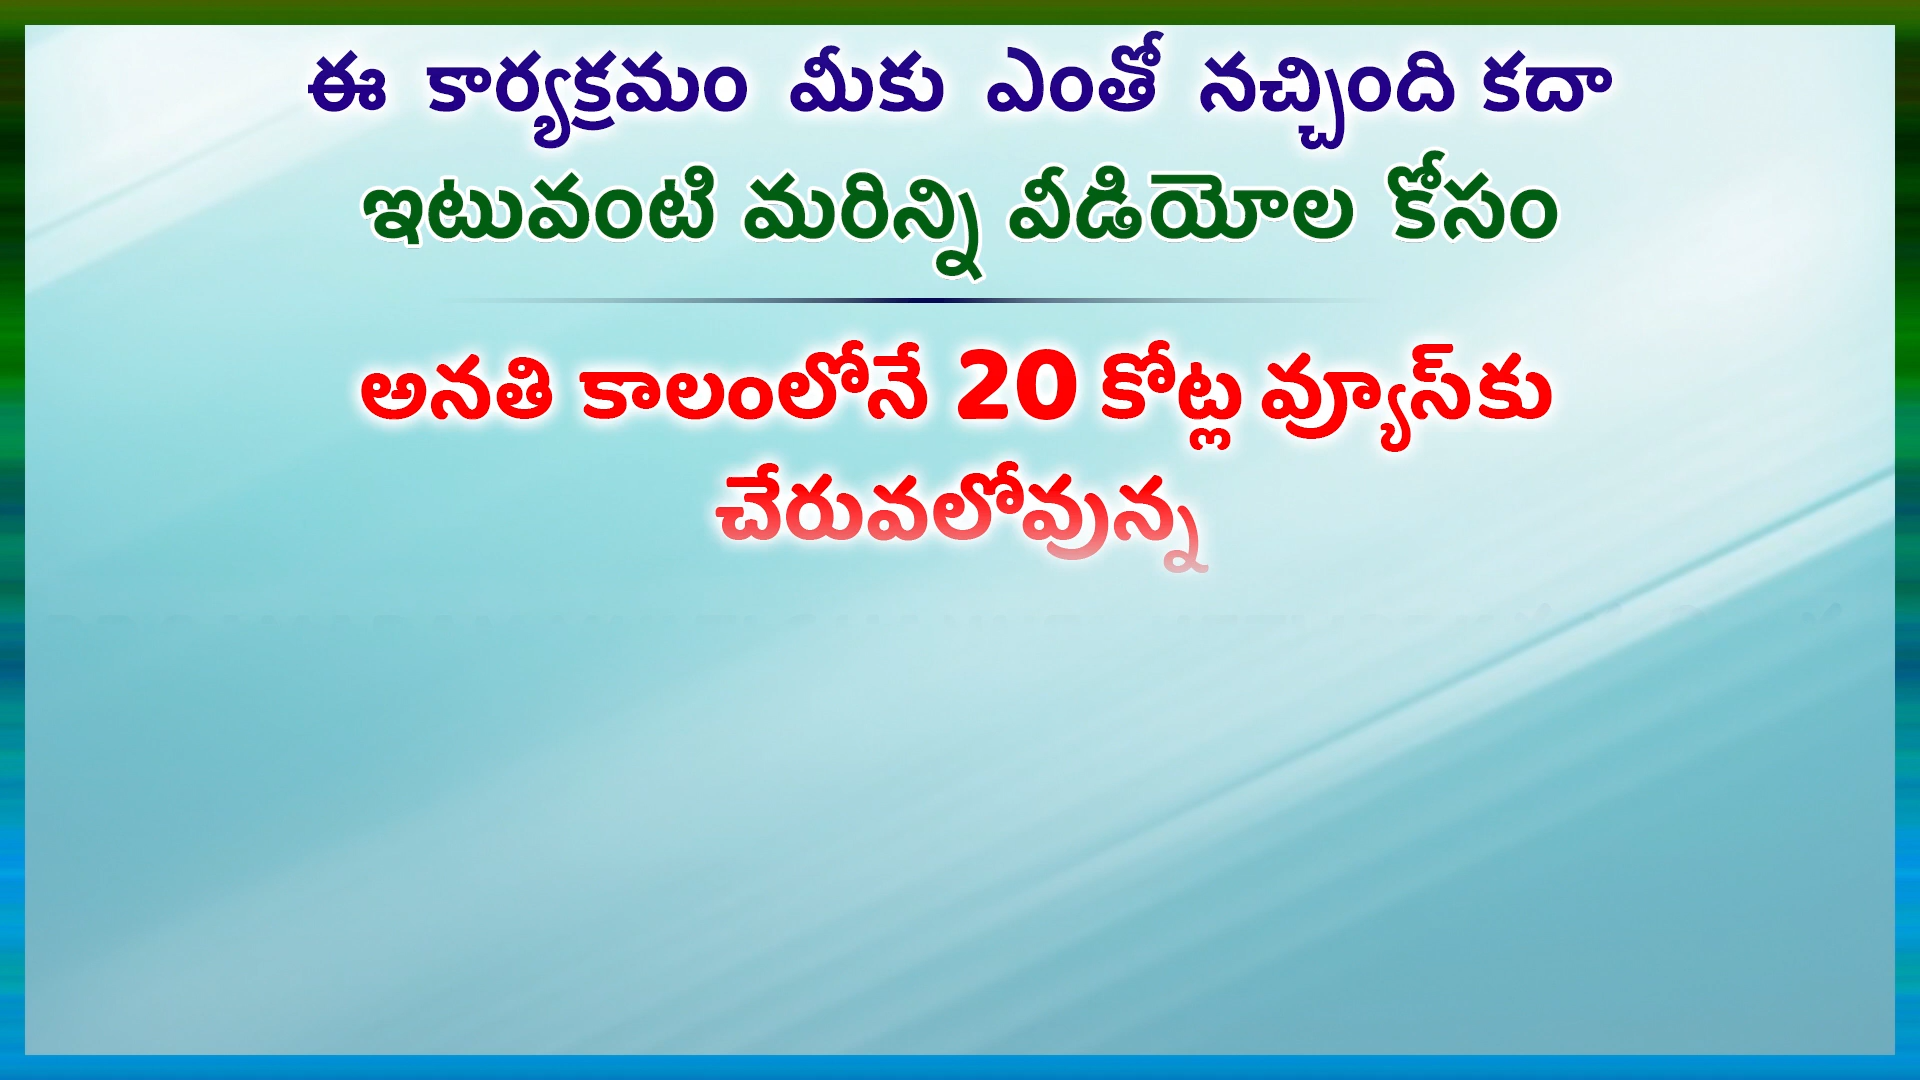 ఈ కార్యక్రమం మీకు ఎంతో నచ్చింది కదా
ఇటువంటి మరిన్ని వీడియోల కోసం
అనతి కాలంలోనే 20 కోట్ల వ్యూస్‌కు
చేరువలోవున్న